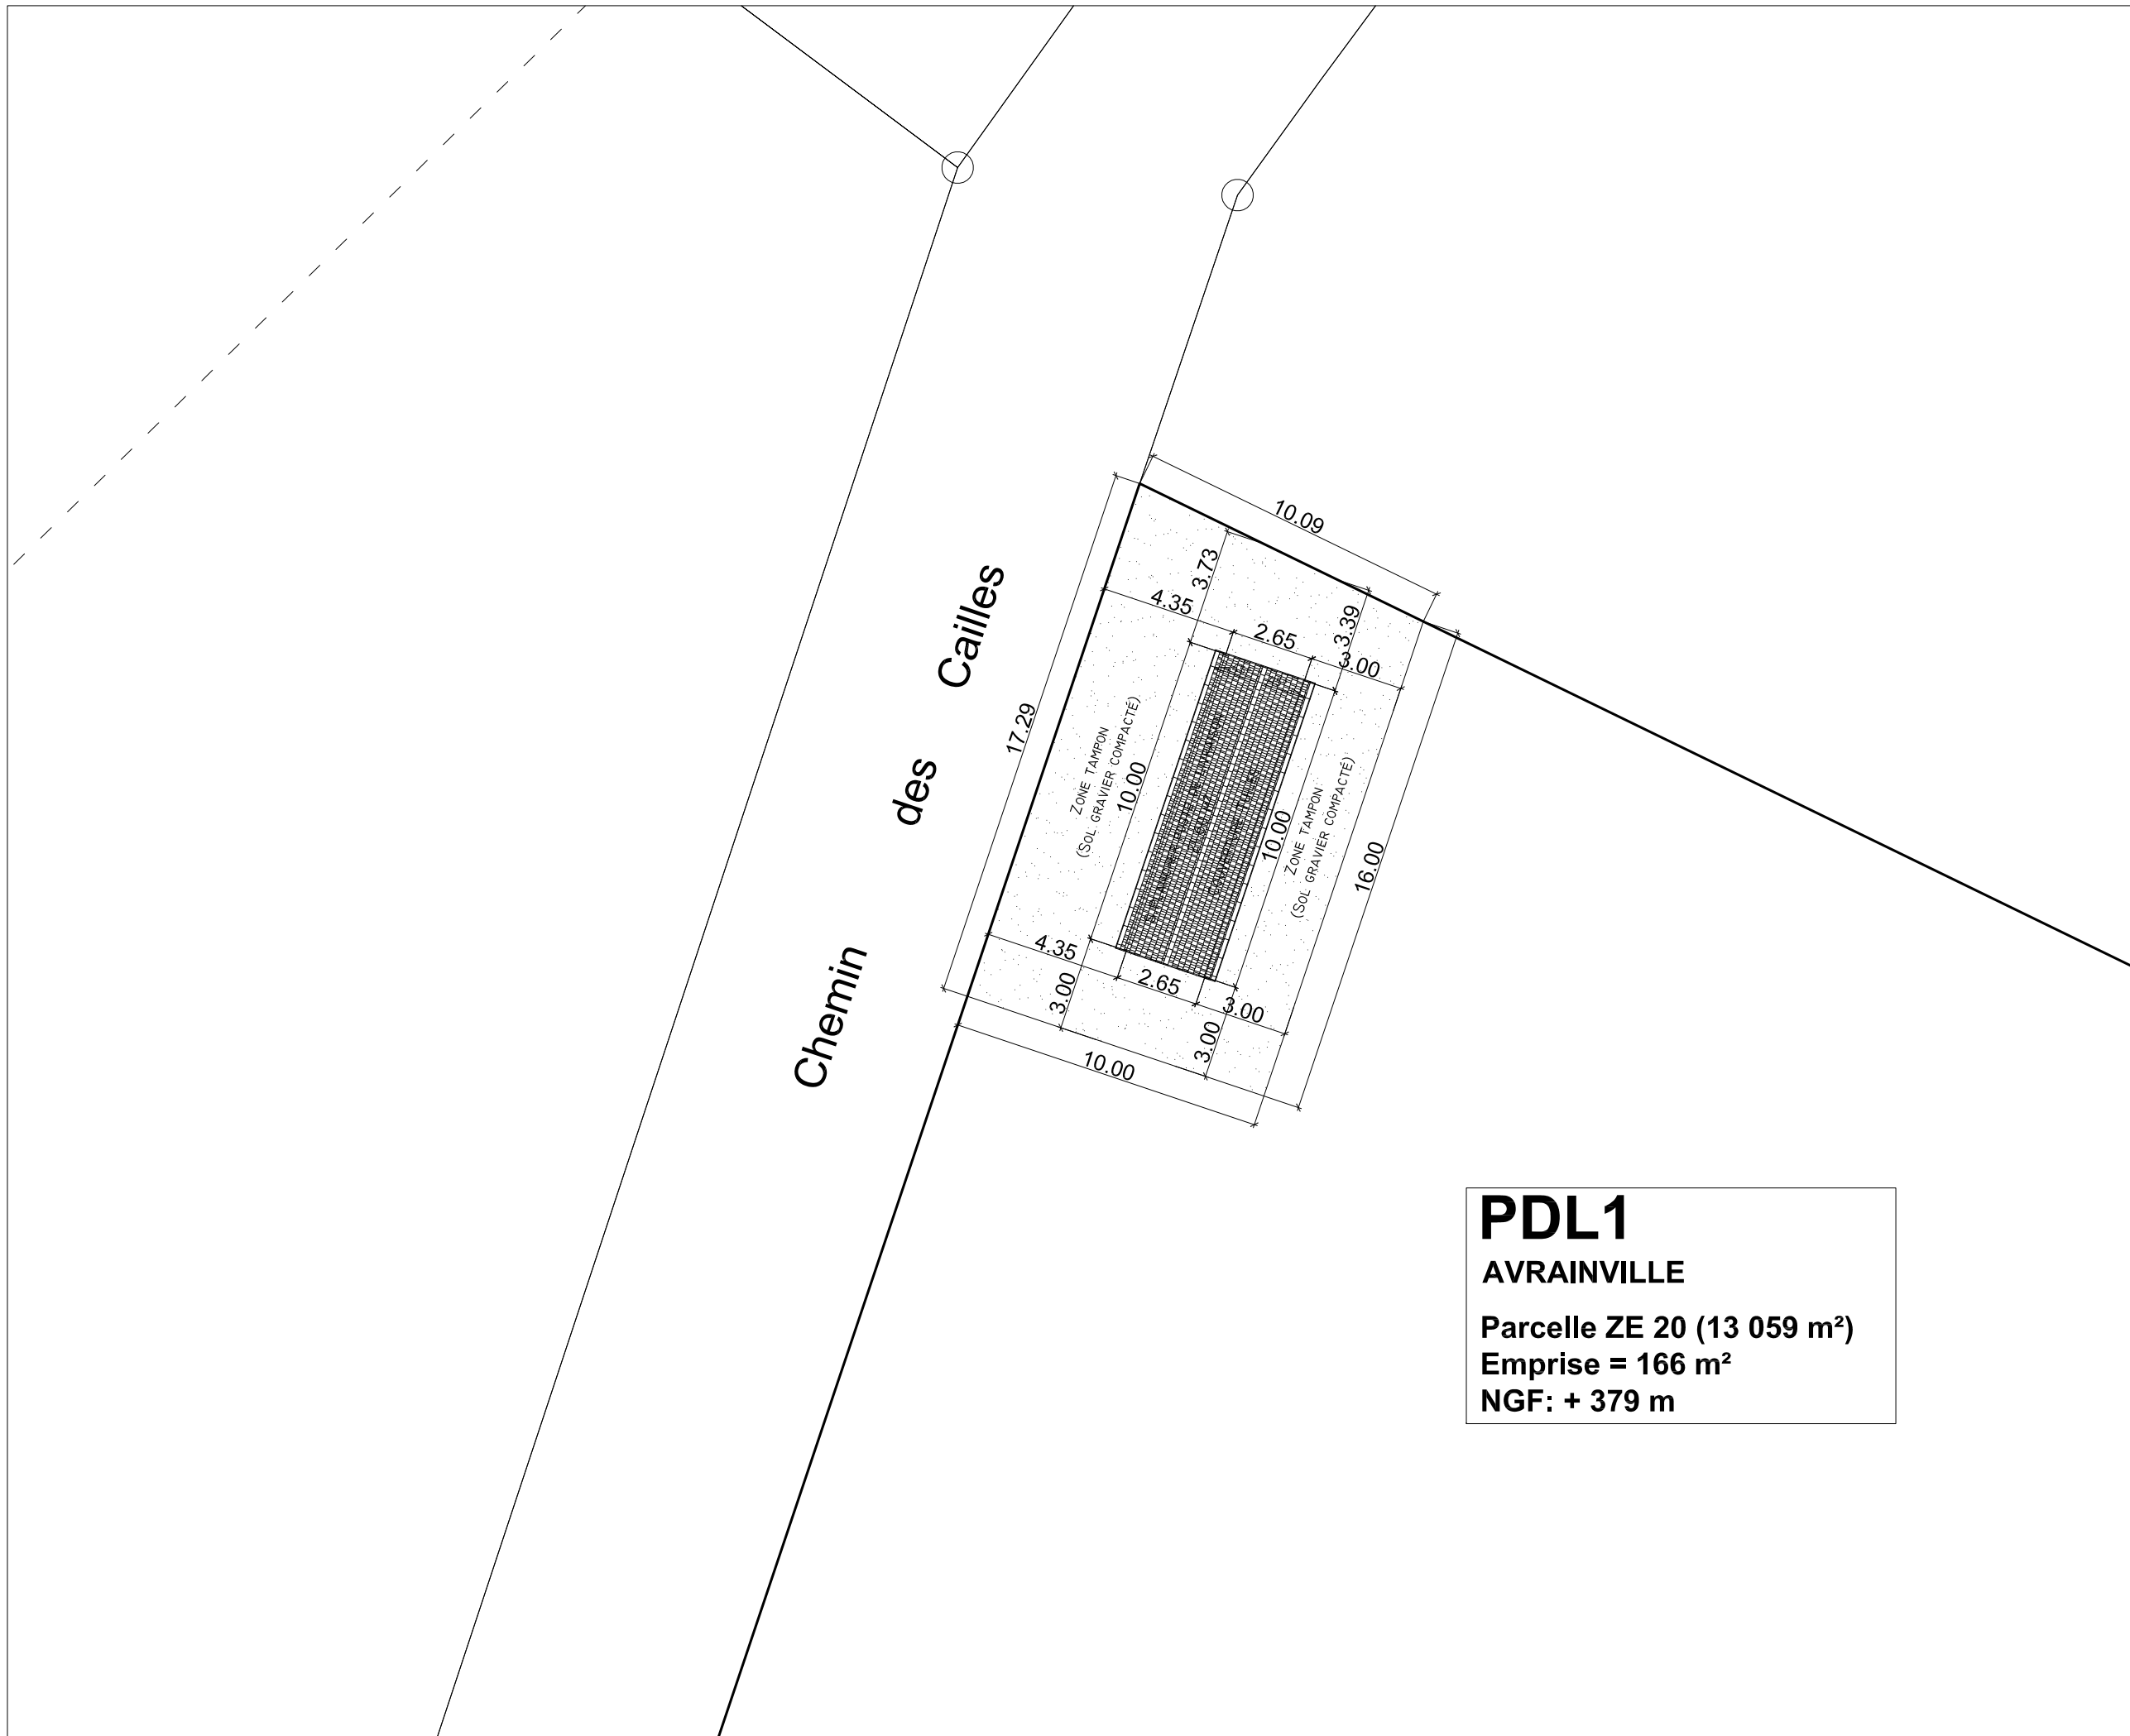 10.09
3.73
4.35
2.65
3.39
3.00
Cailles
des
Chemin
17.29
ZONE TAMPON
(SOL GRAVIER COMPACTÉ)
10.00
10.00
ZONE TAMPON
(SOL GRAVIER COMPACTÉ)
16.00
4.35
3.00
2.65
3.00
3.00
10.00
PDL1
AVRAINVILLE
Parcelle ZE 20 (13 059 m²)
Emprise = 166 m²
NGF: + 379 m